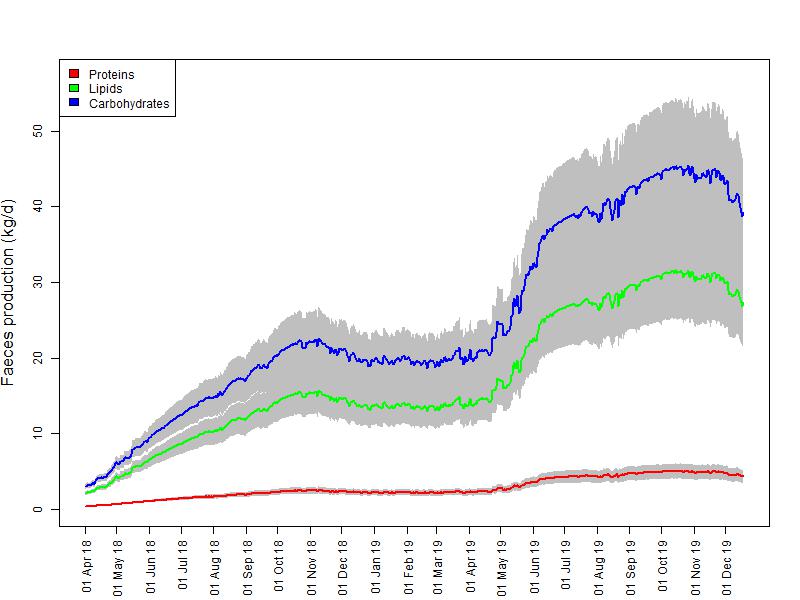 Proteins
Lipids
Carbohydrates
Faeces production (kg/d)
50
40
30
20
10
0
01 Apr 18
01 May 18
01 Jun 18
01 Jul 18
01 Aug 18
01 Sep 18
01 Oct 18
01 Nov 18
01 Dec 18
01 Jan 19
01 Feb 19
01 Mar 19
01 Apr 19
01 May 19
01 Jun 19
01 Jul 19
01 Aug 19
01 Sep 19
01 Oct 19
01 Nov 19
01 Dec 19